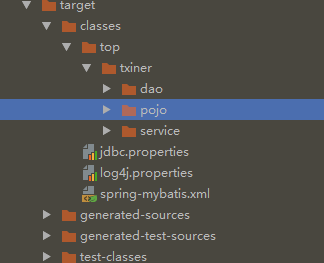 target
classes
top
txiner
dao
pojo
service
jdbc.properties
log4j.properties
spring-mybatis.xml
generated-sources
generated-test-sources
test-classes